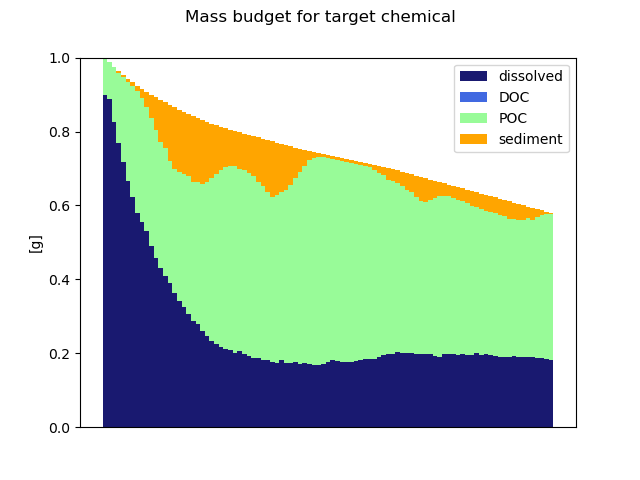 Mass budget for target chemical
1.0
0.8
0.6
0.4
0.2
0.0
[g]
dissolved
DOC
POC
sediment